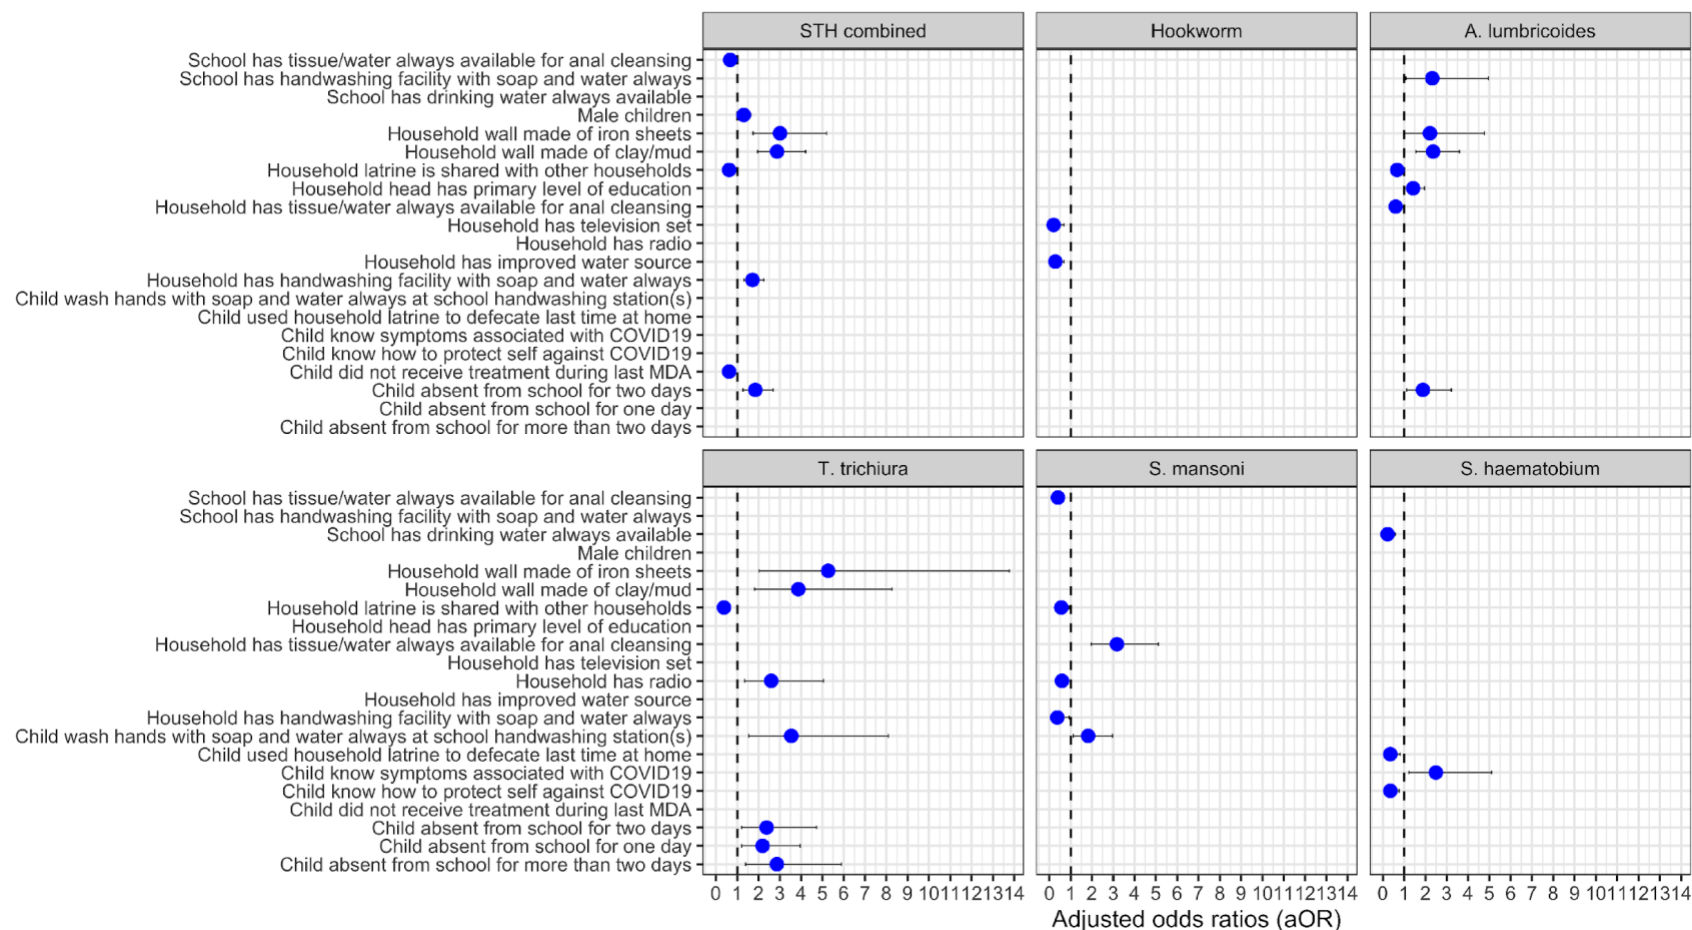 STH combined
Hookworm
A. lumbricoides
School has tissue/water always available for anal cleansing
School has handwashing facility with soap and water always
School has drinking water always available
Male children
Household wall made of iron sheets
Household wall made of clay/mud
Household latrine is shared with other households
Household head has primary level of education
Household has tissue/water always available for anal cleansing
Household has television set
Household has radio
Household has improved water source
Household has handwashing facility with soap and water always
Child wash hands with soap and water always at school handwashing station(s)
Child used household latrine to defecate last time at home
Child know symptoms associated with COVID19
Child know how to protect self against COVID19
Child did not receive treatment during last MDA
Child absent from school for two days
Child absent from school for one day
Child absent from school for more than two days
T. trichiura
S. mansoni
S. haematobium
School has tissue/water always available for anal cleansing
School has handwashing facility with soap and water always
School has drinking water always available
Male children
Household wall made of iron sheets
Household wall made of clay/mud
Household latrine is shared with other households
Household head has primary level of education
Household has tissue/water always available for anal cleansing
Household has television set
Household has radio
Household has improved water source
Household has handwashing facility with soap and water always
Child wash hands with soap and water always at school handwashing station(s)
Child used household latrine to defecate last time at home
Child know symptoms associated with COVID19
Child know how to protect self against COVID19
Child did not receive treatment during last MDA
Child absent from school for two days
Child absent from school for one day
Child absent from school for more than two days
0 1 2 3 4 5 6 7 8 9 10 11 12 13 14
0 1 2 3 4 5 6 7 8 9 10 11 12 13 14
0 1 2 3 4 5 6 7 8 9 10 11 12 13 14
Adjusted odds ratios (aOR)